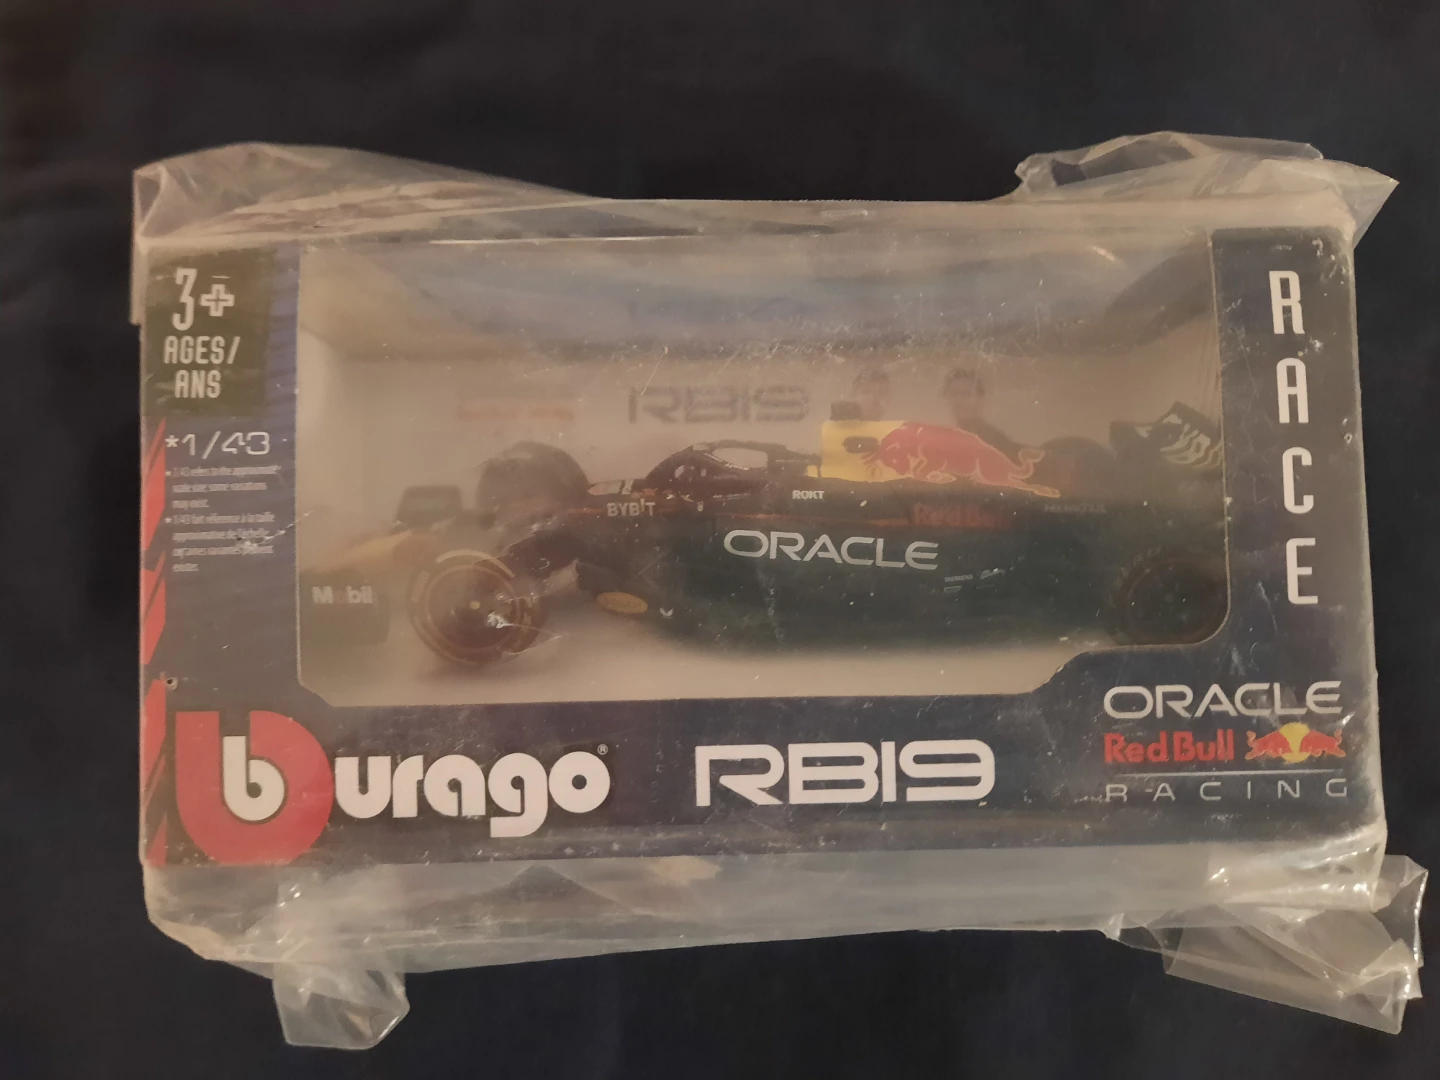 3+
AGES/
ANS
*1/43
RACE
RB19
BYBIT
ROKT
Red Bull
ORACLE
Mobil
burago®
RB19
ORACLE
Red Bull
RACING